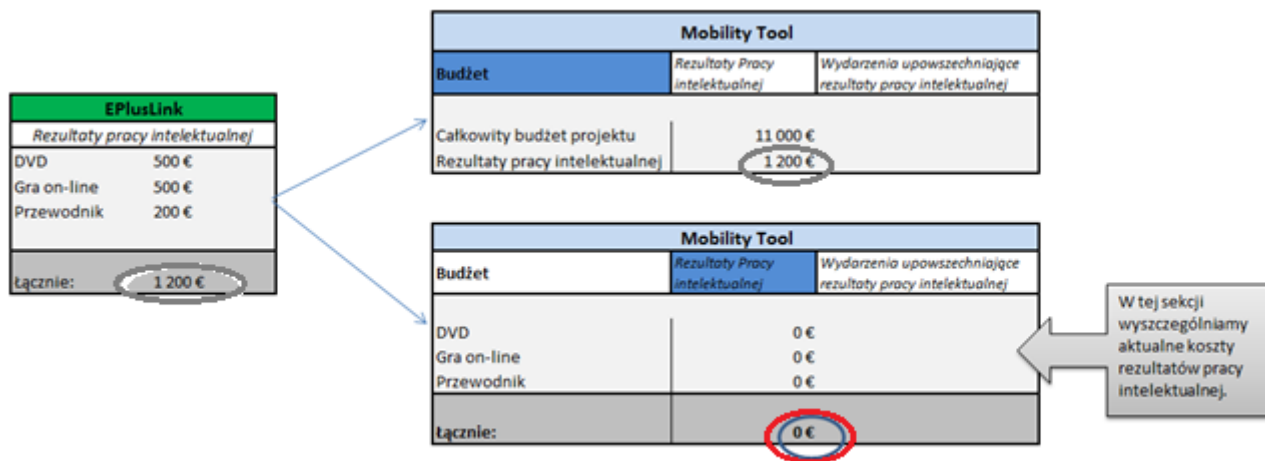 EPlusLink
Rezultaty pracy intelektualnej
DVD 500 €
Gra on-line 500 €
Przewodnik 200 €
Łącznie: 1 200 €
Mobility Tool
Budżet
Rezultaty Pracy
intelektualnej
Wydarzenia upowszechniające
rezultaty pracy intelektualnej
Całkowity budżet projektu 11 000 €
Rezultaty pracy intelektualnej 1 200 €
Mobility Tool
Budżet
Rezultaty Pracy
intelektualnej
Wydarzenia upowszechniające
rezultaty pracy intelektualnej
DVD 0 €
Gra on-line 0 €
Przewodnik 0 €
Łącznie: 0 €
W tej sekcji
wyszczególniamy
aktualne koszty
rezultatów pracy
intelektualnej.